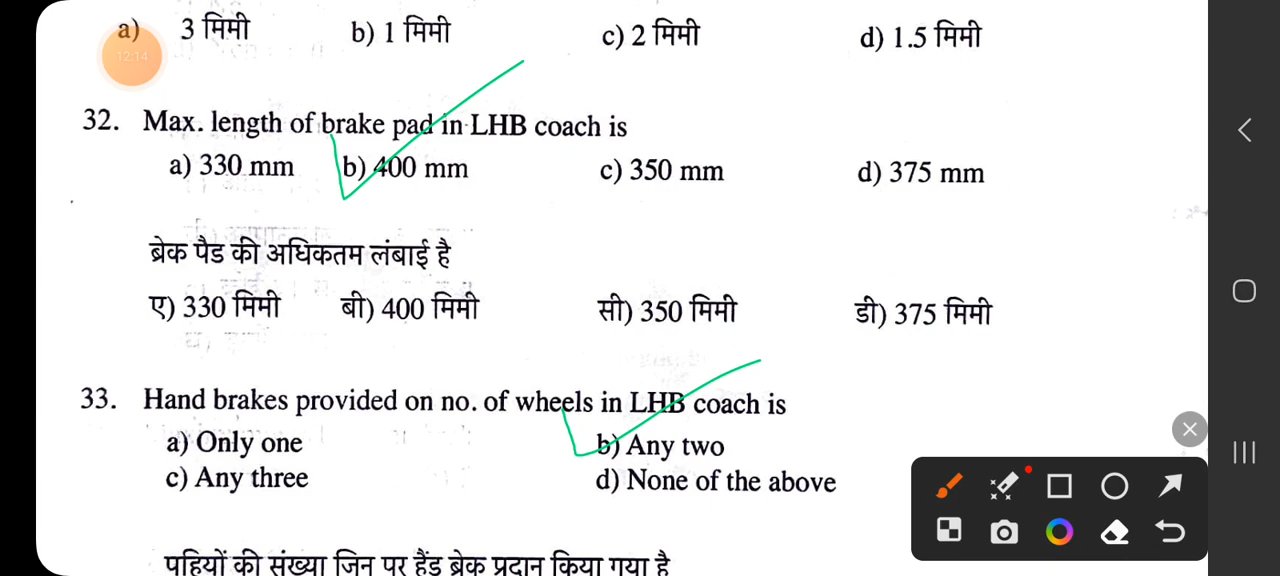 a) 3 मिमी b) 1 मिमी c) 2 मिमी d) 1.5 मिमी
12:14
32. Max. length of brake pad in LHB coach is
a) 330 mm b) 400 mm c) 350 mm d) 375 mm
ब्रेक पैड की अधिकतम लंबाई है
ए) 330 मिमी बी) 400 मिमी सी) 350 मिमी डी) 375 मिमी
33. Hand brakes provided on no. of wheels in LHB coach is
a) Only one b) Any two
c) Any three d) None of the above
पहियों की संख्या जिन पर हैंड ब्रेक प्रदान किया गया है